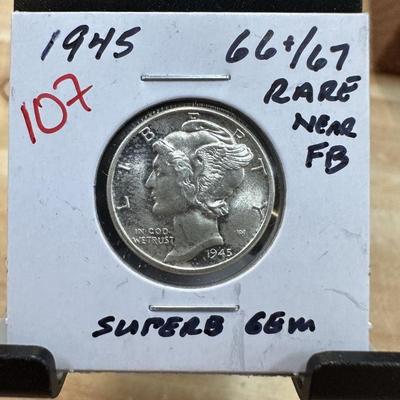 1945 66+/67
107 RARE
NEAR
FB
LIBERTY
IN GOD
WE TRUST
1945
SUPERB GEM